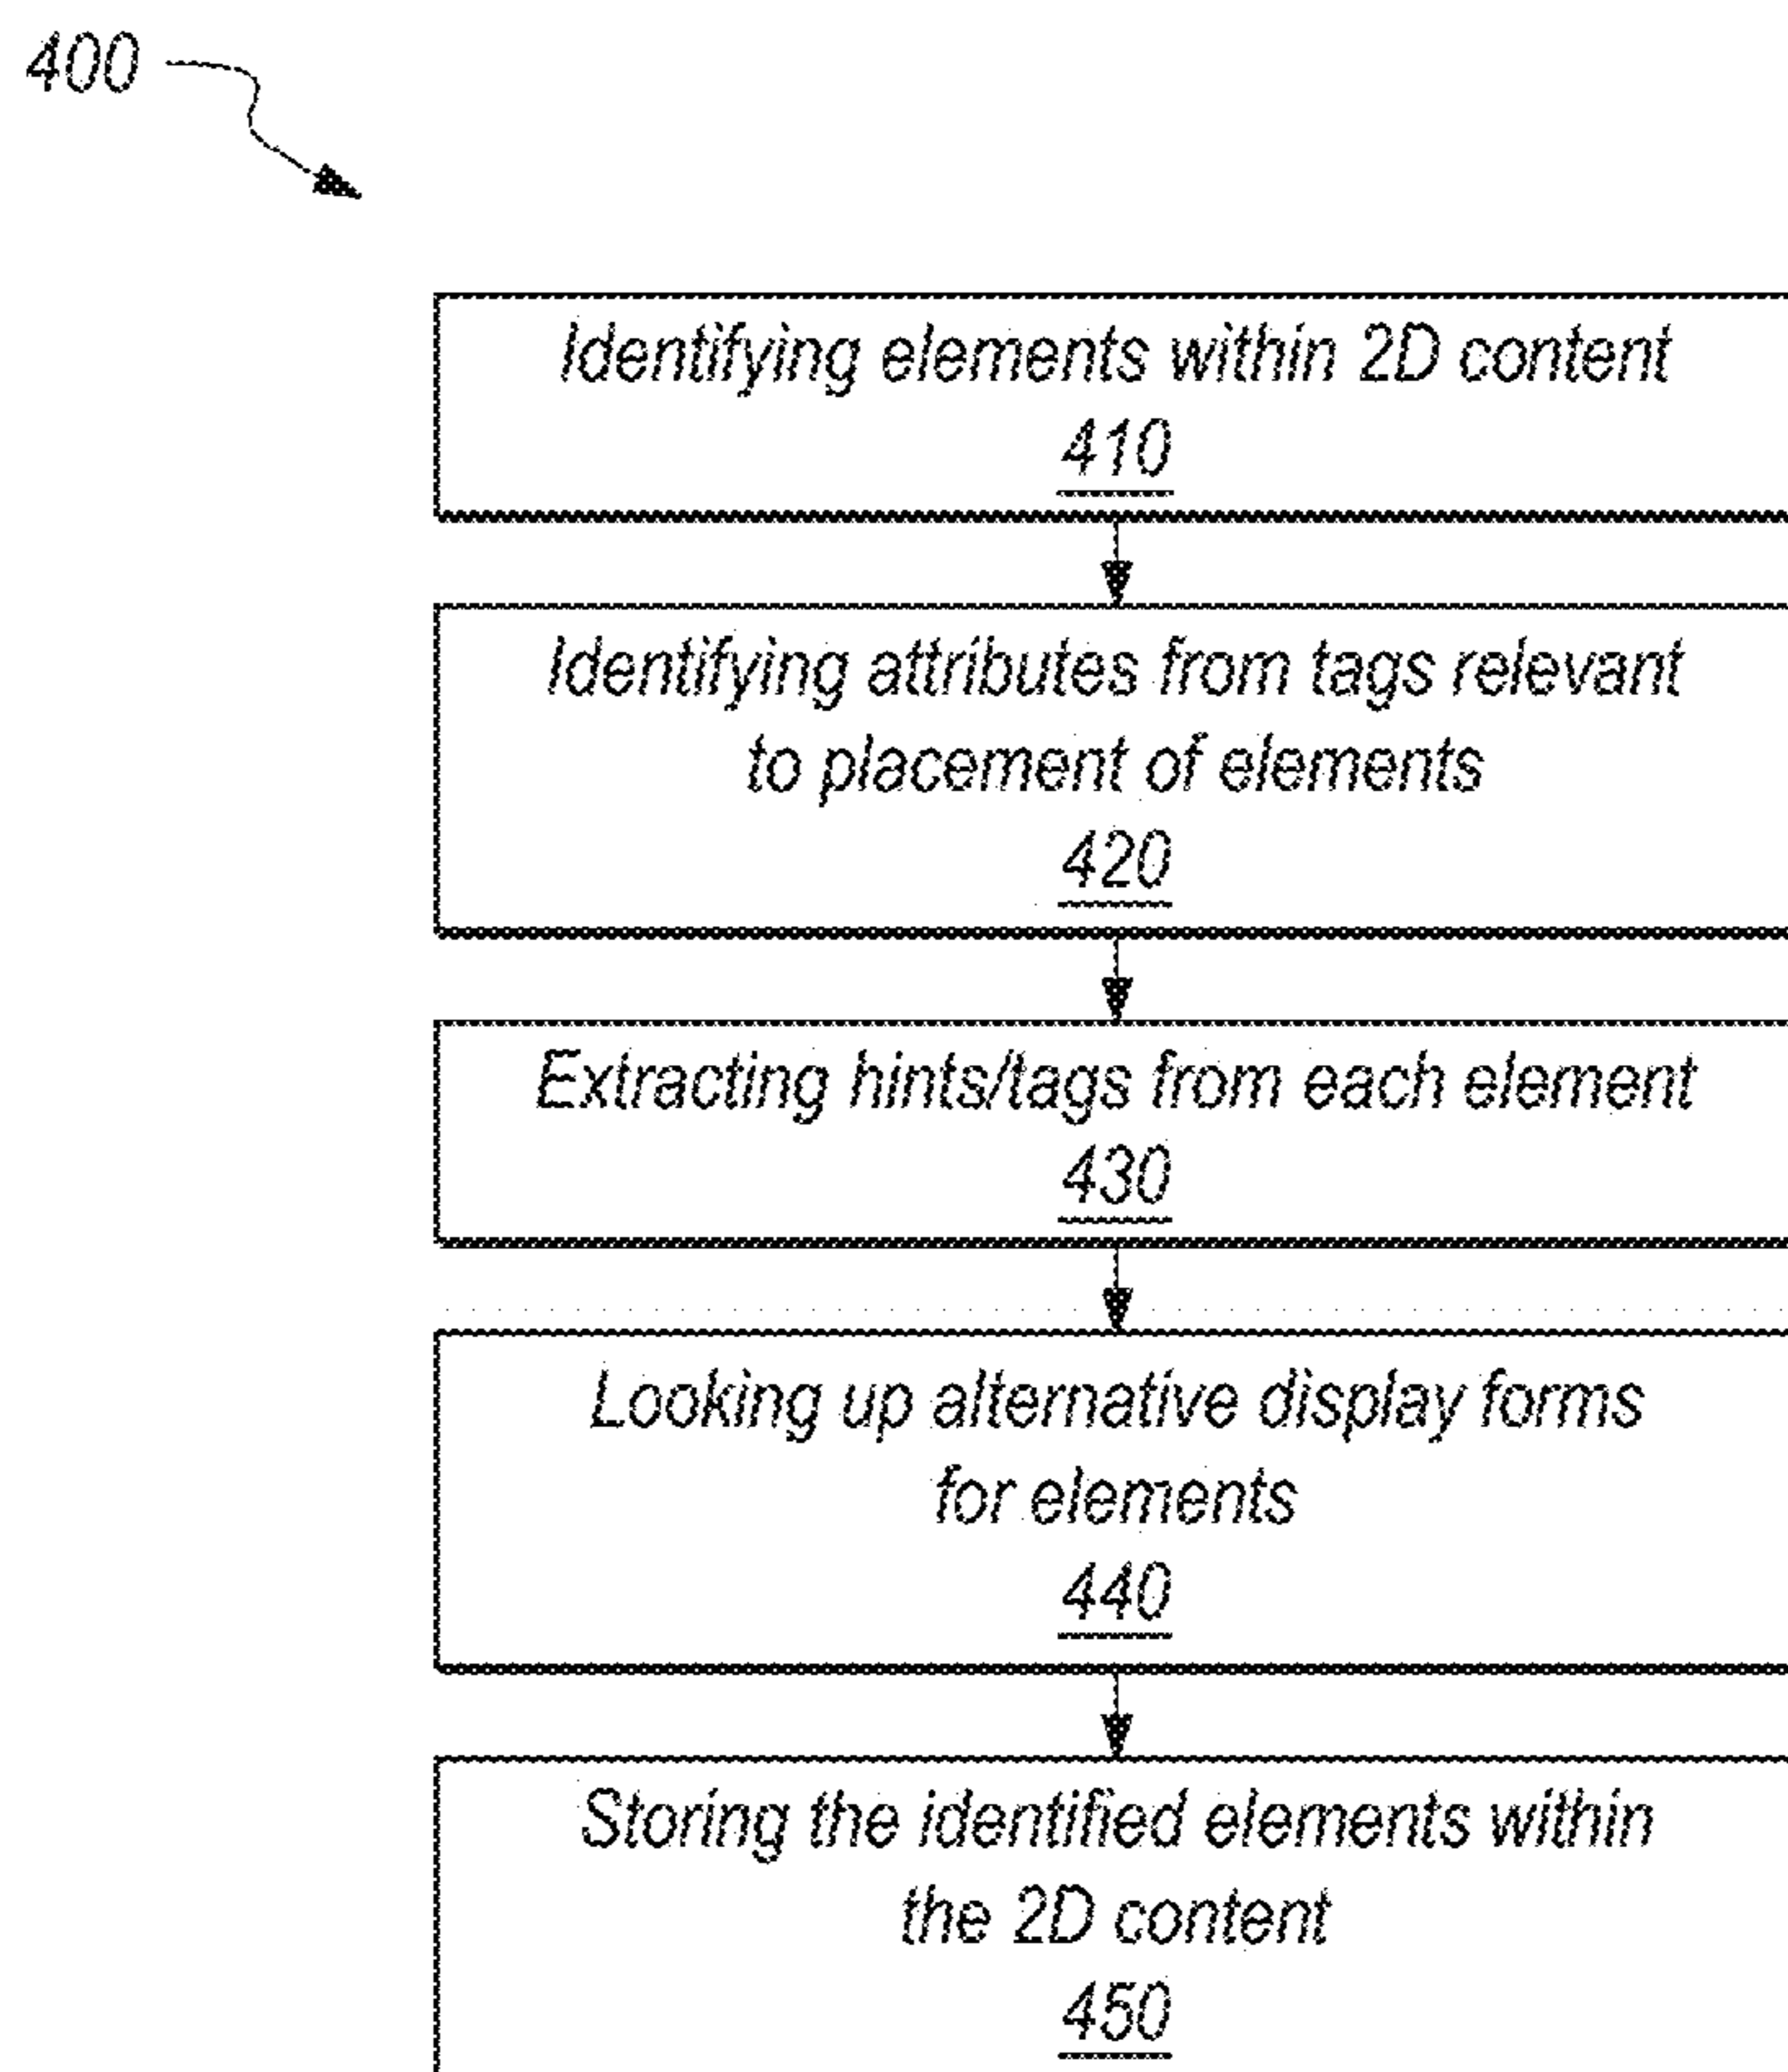 400
Identifying elements within 2D content
410
Identifying attributes from tags relevant
to placement of elements
420
Extracting hints/tags from each element
430
Looking up alternative display forms
for elements
440
Storing the identified elements within
the 2D content
450